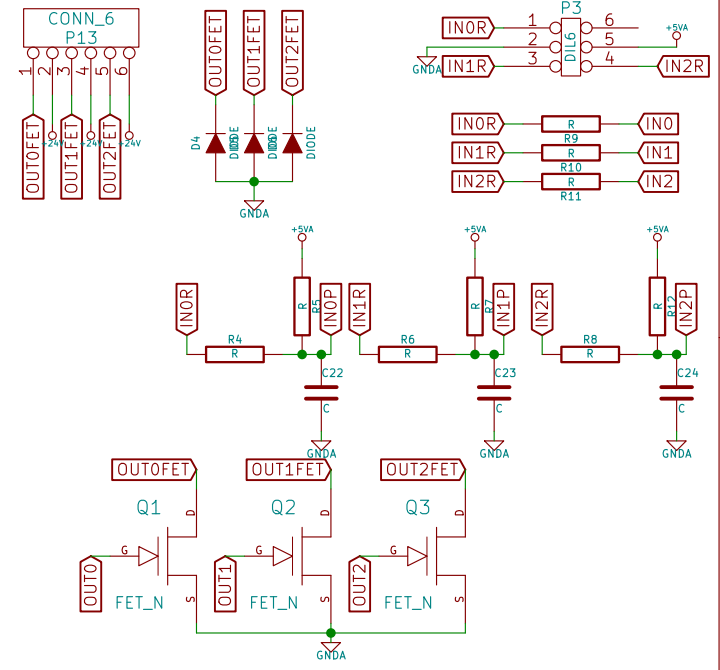 CONN_6
P13
1
2
3
4
5
6
OUT0FET
+24V
OUT1FET
+24V
OUT2FET
+24V
OUT0FET
OUT1FET
OUT2FET
D4
DIODE
GNDA
P3
IN0R
1
6
2
5
+5VA
GNDA
IN1R
3
4
IN2R
DIL6
IN0R
R
IN0
R9
IN1R
R
IN1
R10
IN2R
R
IN2
R11
+5VA
+5VA
+5VA
IN0R
R
R5
IN0P
IN1R
R
R7
IN1P
IN2R
R
R12
IN2P
R4
R
R6
R
R8
R
C22
C
C23
C
C24
C
GNDA
GNDA
GNDA
OUT0FET
OUT1FET
OUT2FET
Q1
D
Q2
D
Q3
D
G
G
G
OUT0
OUT1
OUT2
FET_N
S
FET_N
S
FET_N
S
GNDA